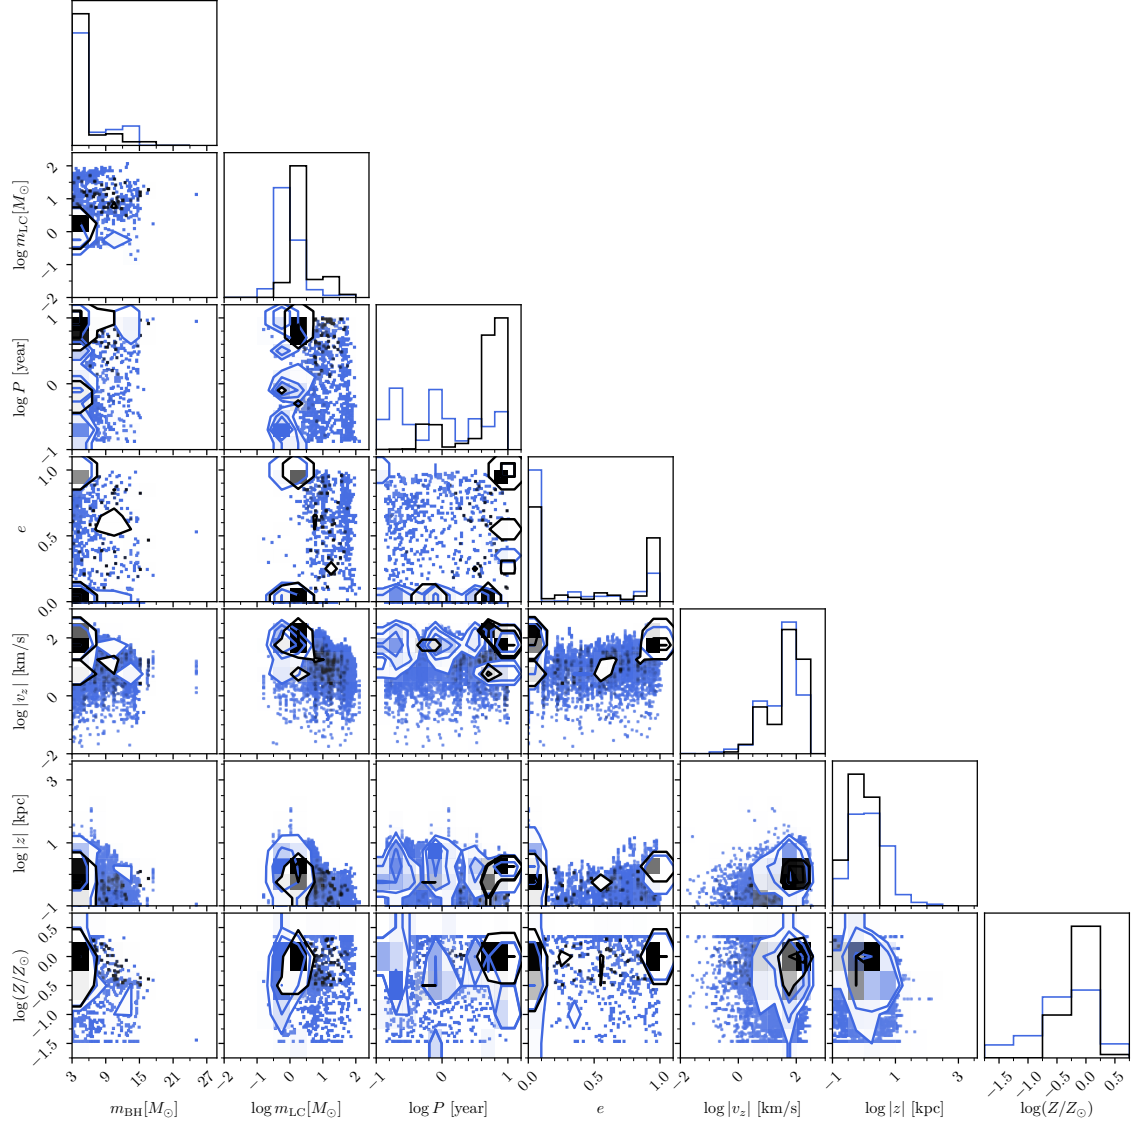 2
1
0
−1
−2
log m_LC[M_⊙]
1
0
−1
log P [year]
1.0
0.5
0.0
e
2
0
−2
log |v_z| [km/s]
3
1
−1
log |z| [kpc]
0.5
0.0
−0.5
−1.0
−1.5
log(Z/Z_⊙)
3 9 15 21 27
−2 −1 0 1 2
−1 0 1
0.0 0.5 1.0
−2 0 2
−1 1 3
−1.5 −1.0 −0.5 0.0 0.5
m_BH[M_⊙]
log m_LC[M_⊙]
log P [year]
e
log |v_z| [km/s]
log |z| [kpc]
log(Z/Z_⊙)